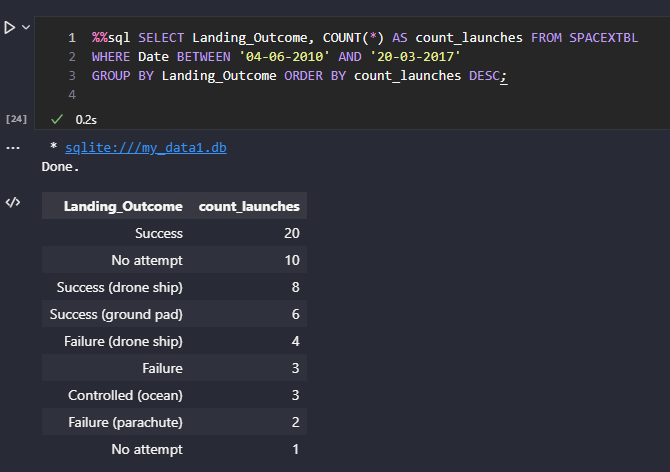 1 %%sql SELECT Landing_Outcome, COUNT(*) AS count_launches FROM SPACEXTBL
2 WHERE Date BETWEEN '04-06-2010' AND '20-03-2017'
3 GROUP BY Landing_Outcome ORDER BY count_launches DESC;
4
[24] 0.2s
* sqlite:///my_data1.db
Done.
Landing_Outcome count_launches
Success 20
No attempt 10
Success (drone ship) 8
Success (ground pad) 6
Failure (drone ship) 4
Failure 3
Controlled (ocean) 3
Failure (parachute) 2
No attempt 1